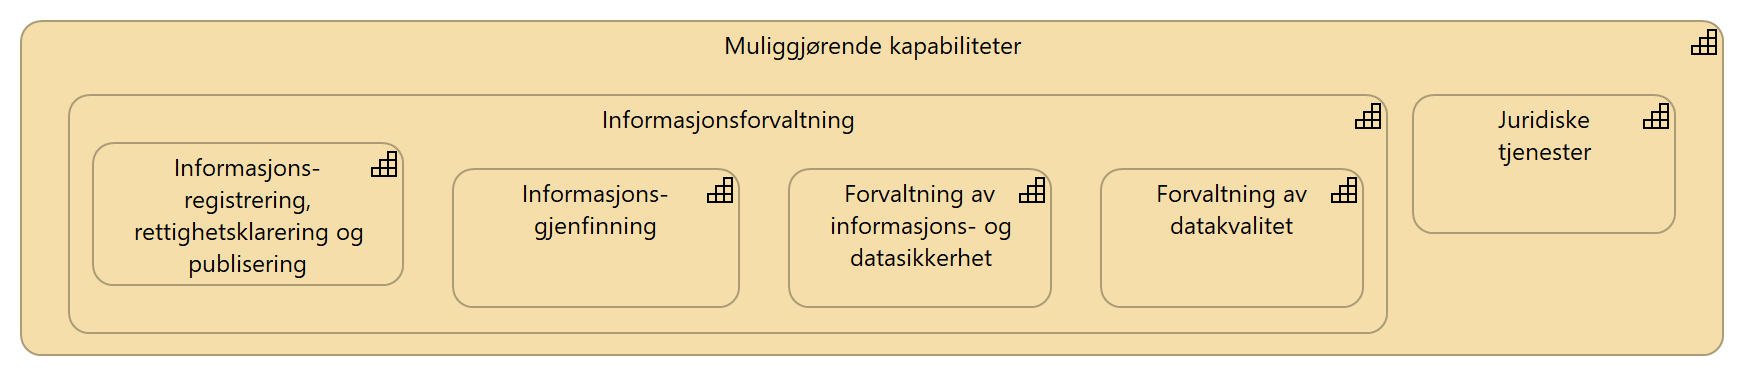 Muliggjørende kapabiliteter
Informasjonsforvaltning
Informasjons-
registrering,
rettighetsklarering og
publisering
Informasjons-
gjenfinning
Forvaltning av
informasjons- og
datasikkerhet
Forvaltning av
datakvalitet
Juridiske
tjenester